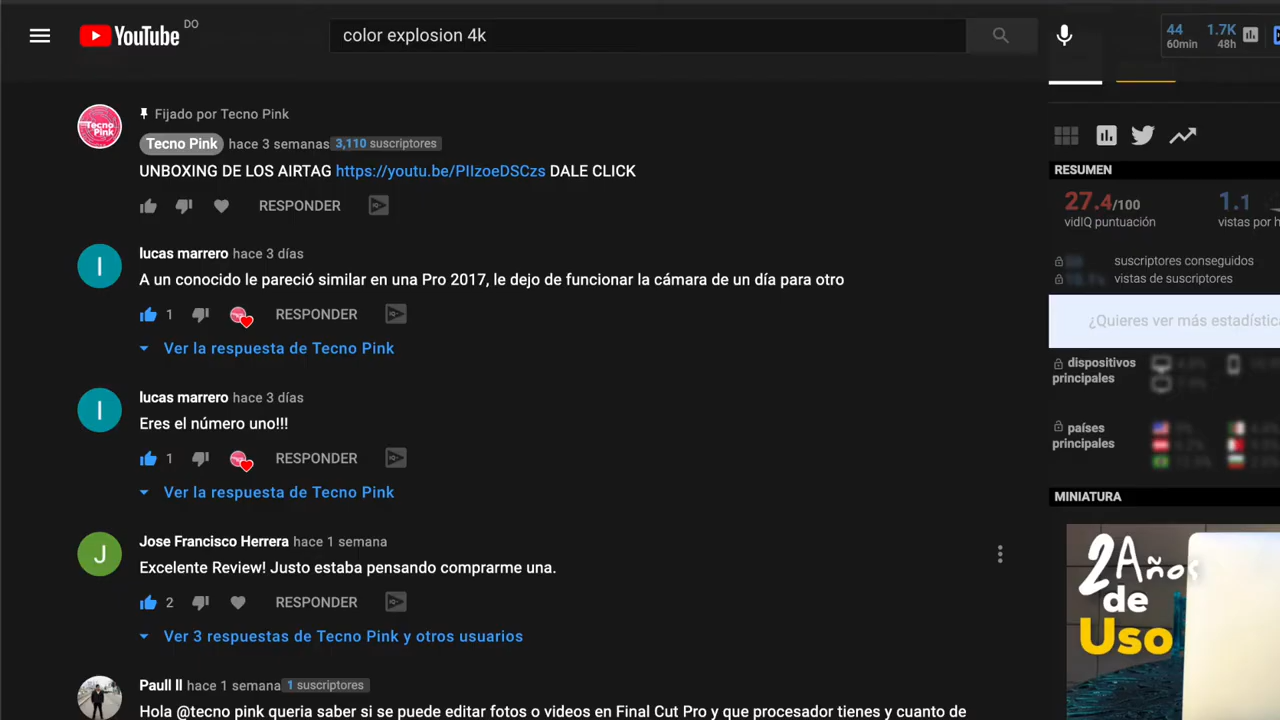 YouTube DO
color explosion 4k
44 1.7K
60min 48h
Fijado por Tecno Pink
Tecno Pink
Tecno Pink hace 3 semanas 3,110 suscriptores
UNBOXING DE LOS AIRTAG https://youtu.be/PIIzoeDSCzs DALE CLICK
RESPONDER
lucas marrero hace 3 días
A un conocido le pareció similar en una Pro 2017, le dejo de funcionar la cámara de un día para otro
1 RESPONDER
Ver la respuesta de Tecno Pink
lucas marrero hace 3 días
Eres el número uno!!!
1 RESPONDER
Ver la respuesta de Tecno Pink
J
Jose Francisco Herrera hace 1 semana
Excelente Review! Justo estaba pensando comprarme una.
2 RESPONDER
Ver 3 respuestas de Tecno Pink y otros usuarios
Paull ll hace 1 semana 1 suscriptores
Hola @tecno pink queria saber si se puede editar fotos o videos en Final Cut Pro y que procesador tienes y cuanto de
RESUMEN
27.4/100 1.1
vidIQ puntuación vistas por h
suscriptores conseguidos
vistas de suscriptores
¿Quieres ver más estadística
dispositivos
principales
países
principales
MINIATURA
2 Años
de
Uso